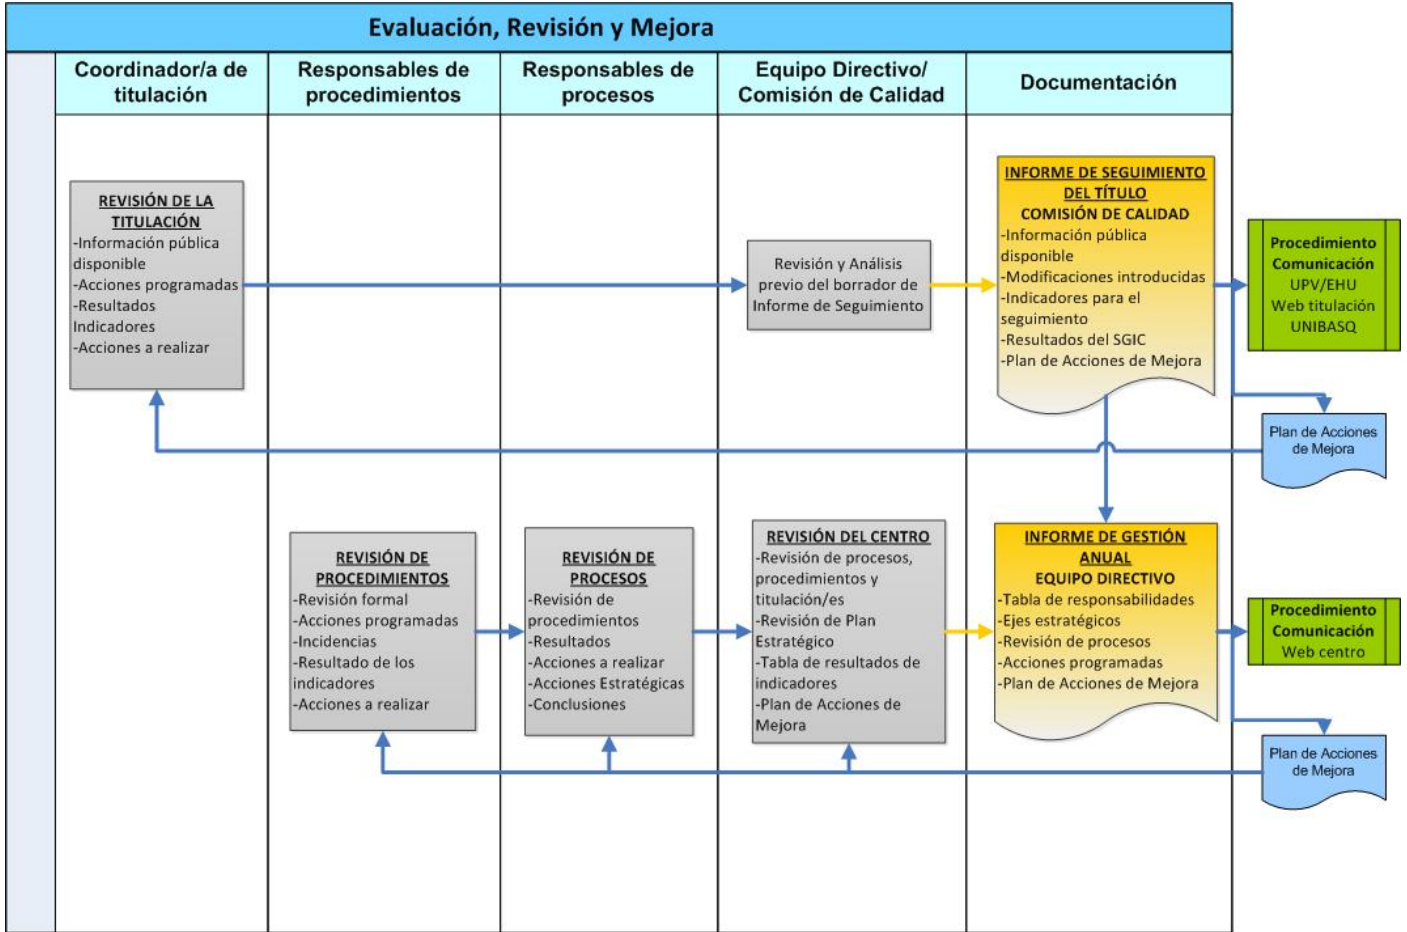 Evaluación, Revisión y Mejora
Coordinador/a de
titulación
Responsables de
procedimientos
Responsables de
procesos
Equipo Directivo/
Comisión de Calidad
Documentación
REVISIÓN DE LA
TITULACIÓN
-Información pública
disponible
-Acciones programadas
-Resultados
Indicadores
-Acciones a realizar
Revisión y Análisis
previo del borrador de
Informe de Seguimiento
INFORME DE SEGUIMIENTO
DEL TÍTULO
COMISIÓN DE CALIDAD
-Información pública
disponible
-Modificaciones introducidas
-Indicadores para el
seguimiento
-Resultados del SGIC
-Plan de Acciones de Mejora
Procedimiento
Comunicación
UPV/EHU
Web titulación
UNIBASQ
Plan de Acciones
de Mejora
REVISIÓN DE
PROCEDIMIENTOS
-Revisión formal
-Acciones programadas
-Incidencias
-Resultado de los
indicadores
-Acciones a realizar
REVISIÓN DE
PROCESOS
-Revisión de
procedimientos
-Resultados
-Acciones a realizar
-Acciones Estratégicas
-Conclusiones
REVISIÓN DEL CENTRO
-Revisión de procesos,
procedimientos y
titulación/es
-Revisión de Plan
Estratégico
-Tabla de resultados de
indicadores
-Plan de Acciones de
Mejora
INFORME DE GESTIÓN
ANUAL
EQUIPO DIRECTIVO
-Tabla de responsabilidades
-Ejes estratégicos
-Revisión de procesos
-Acciones programadas
-Plan de Acciones de Mejora
Procedimiento
Comunicación
Web centro
Plan de Acciones
de Mejora